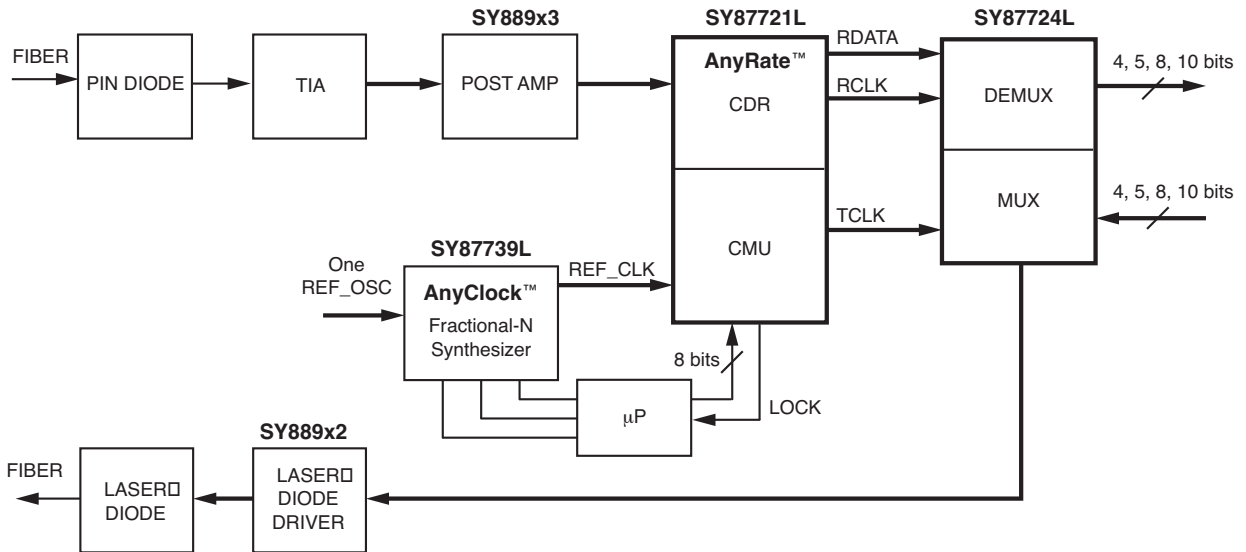 SY889x3
SY87721L
SY87724L
FIBER
PIN DIODE
TIA
POST AMP
AnyRate™
CDR
RDATA
RCLK
DEMUX
4, 5, 8, 10 bits
MUX
4, 5, 8, 10 bits
TCLK
CMU
SY87739L
One
REF_OSC
AnyClock™
Fractional-N
Synthesizer
REF_CLK
8 bits
µP
LOCK
SY889x2
FIBER
LASER
DIODE
LASER
DIODE
DRIVER